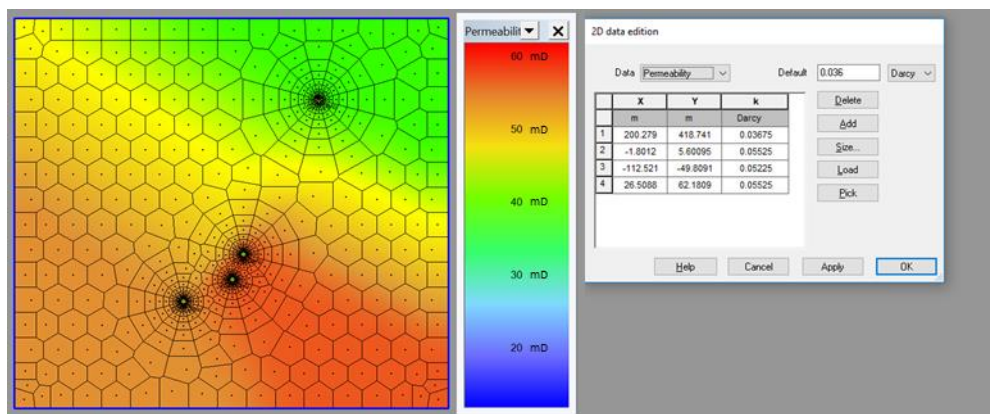 Permeabilit
60 mD
50 mD
40 mD
30 mD
20 mD
2D data edition
Data Permeability Default 0.036 Darcy
X Y k
m m Darcy
1 200.279 418.741 0.03675
2 -1.8012 5.60095 0.05525
3 -112.521 -49.8091 0.05225
4 26.5088 62.1809 0.05525
Delete
Add
Size...
Load
Pick
Help Cancel Apply OK